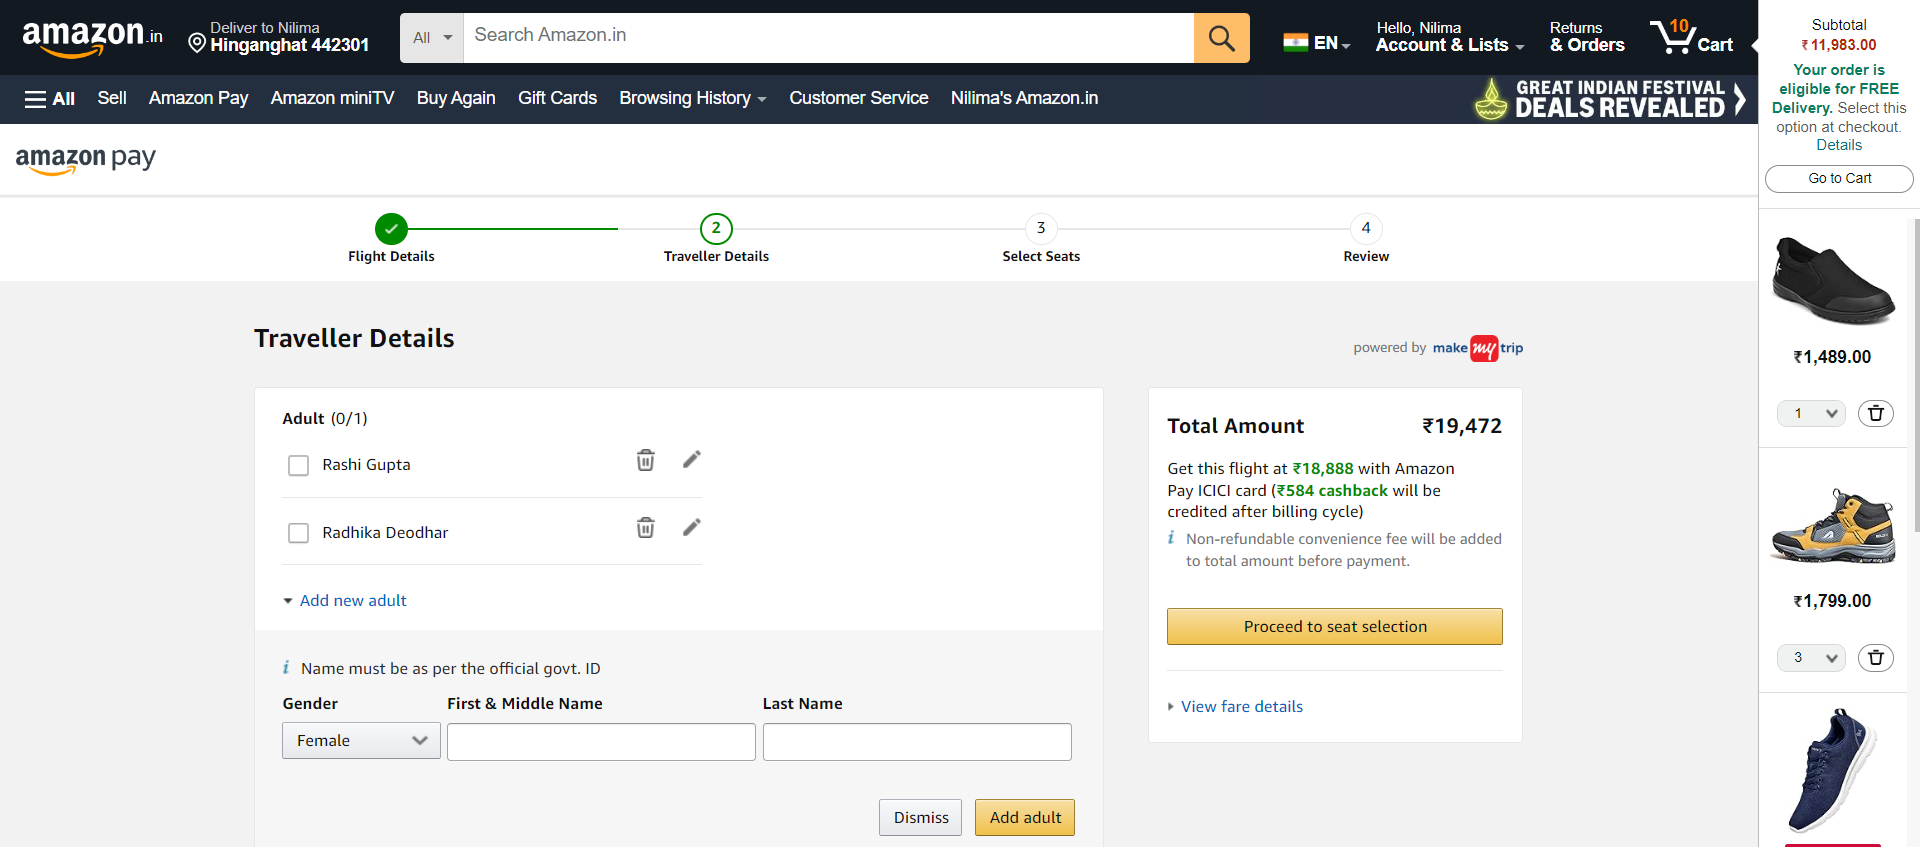 amazon.in
Deliver to Nilima
Hinganghat 442301
All
Search Amazon.in
EN
Hello, Nilima
Account & Lists
Returns
& Orders
10
Cart
All
Sell
Amazon Pay
Amazon miniTV
Buy Again
Gift Cards
Browsing History
Customer Service
Nilima's Amazon.in
GREAT INDIAN FESTIVAL
DEALS REVEALED
amazon pay
2
3
4
Flight Details
Traveller Details
Select Seats
Review
Traveller Details
powered by make my trip
Adult (0/1)
Rashi Gupta
Radhika Deodhar
Add new adult
i Name must be as per the official govt. ID
Gender
First & Middle Name
Last Name
Female
Dismiss
Add adult
Total Amount ₹19,472
Get this flight at ₹18,888 with Amazon
Pay ICICI card (₹584 cashback will be
credited after billing cycle)
i Non-refundable convenience fee will be added
to total amount before payment.
Proceed to seat selection
View fare details
Subtotal
₹11,983.00
Your order is
eligible for FREE
Delivery. Select this
option at checkout.
Details
Go to Cart
₹1,489.00
1
₹1,799.00
3